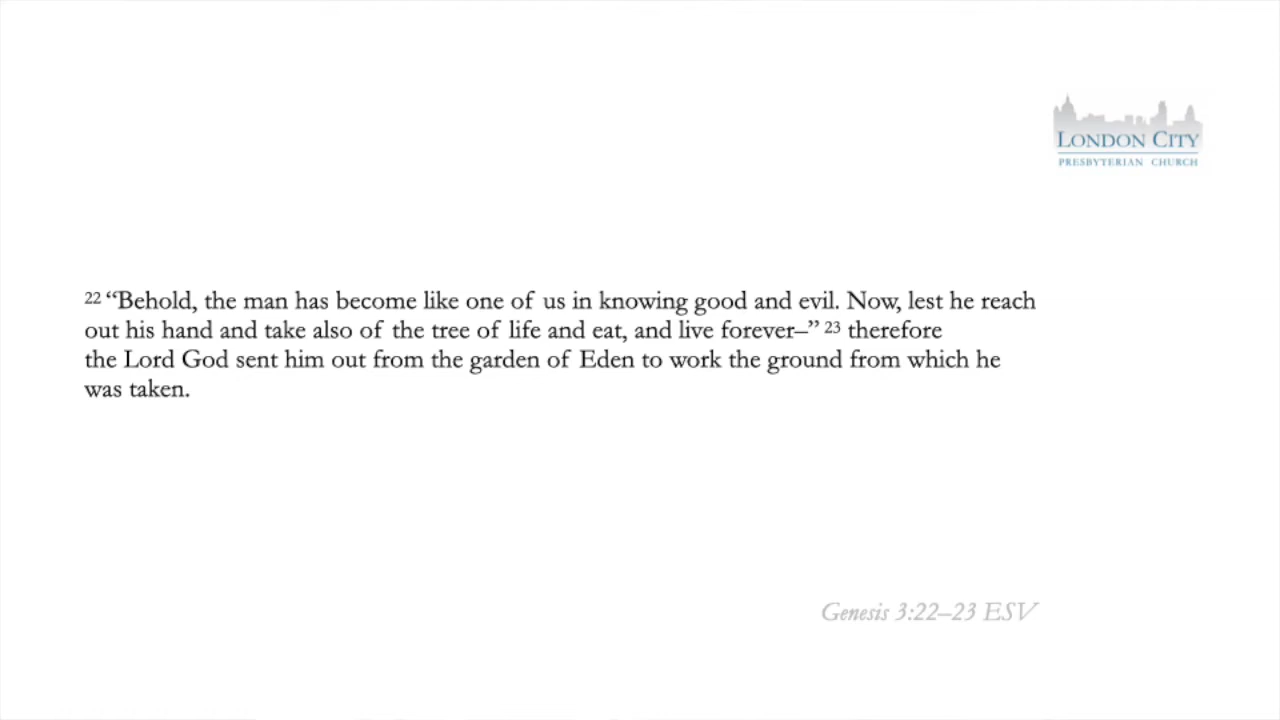 LONDON CITY
PRESBYTERIAN CHURCH
22 “Behold, the man has become like one of us in knowing good and evil. Now, lest he reach
out his hand and take also of the tree of life and eat, and live forever–” 23 therefore
the Lord God sent him out from the garden of Eden to work the ground from which he
was taken.
Genesis 3:22–23 ESV